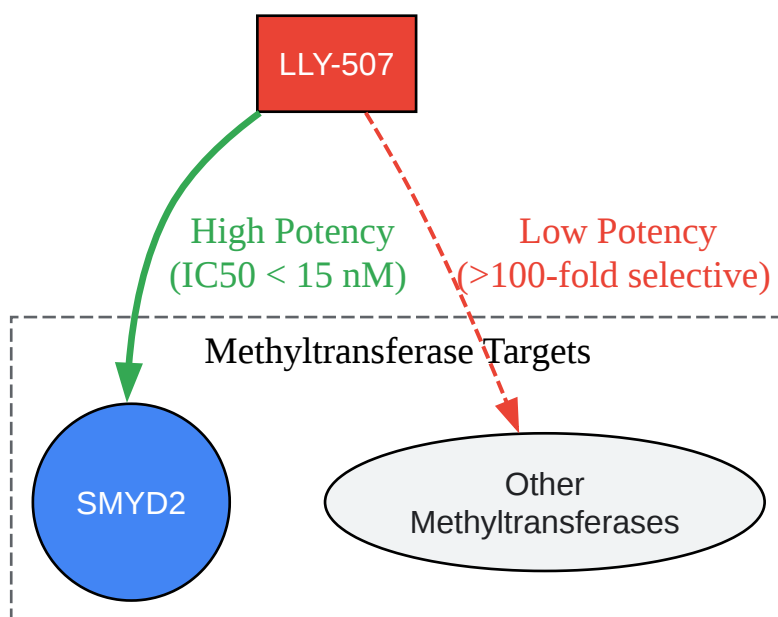 LLY-507
High Potency
(IC50 < 15 nM)
Low Potency
(>100-fold selective)
Methyltransferase Targets
SMYD2
Other
Methyltransferases